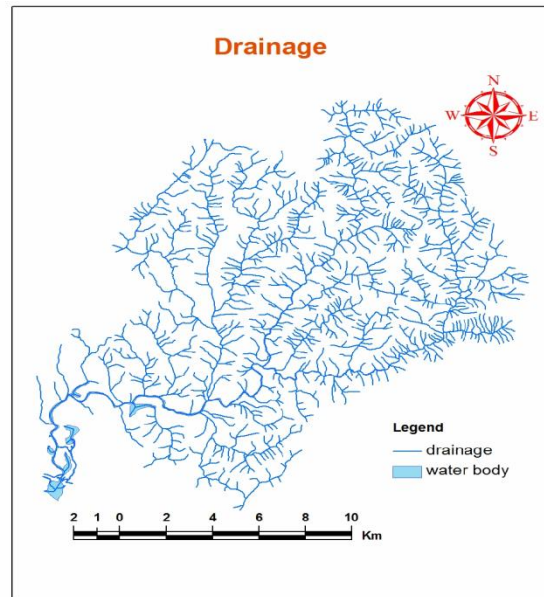 Drainage
N
W E
S
Legend
drainage
water body
2 1 0 2 4 6 8 10
Km